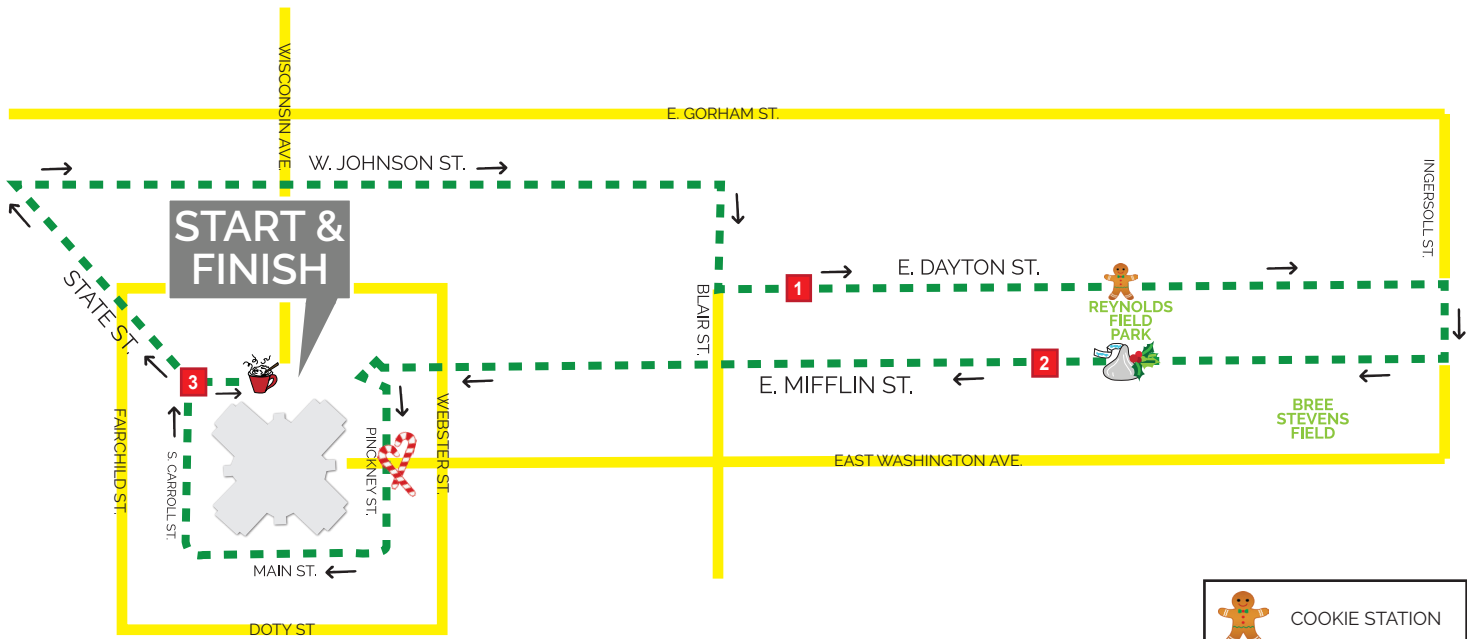 WISCONSIN AVE.
E. GORHAM ST.
W. JOHNSON ST.
INGERSOLL ST.
START &
FINISH
STATE ST.
E. DAYTON ST.
1
BLAIR ST.
REYNOLDS
FIELD
PARK
2
E. MIFFLIN ST.
3
FAIRCHILD ST.
S. CARROLL ST.
PINCKNEY ST.
WEBSTER ST.
BREE
STEVENS
FIELD
EAST WASHINGTON AVE.
MAIN ST.
DOTY ST
COOKIE STATION